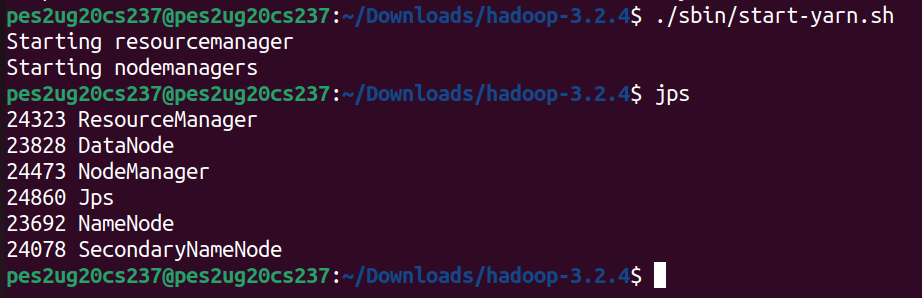 pes2ug20cs237@pes2ug20cs237:~/Downloads/hadoop-3.2.4$ ./sbin/start-yarn.sh
Starting resourcemanager
Starting nodemanagers
pes2ug20cs237@pes2ug20cs237:~/Downloads/hadoop-3.2.4$ jps
24323 ResourceManager
23828 DataNode
24473 NodeManager
24860 Jps
23692 NameNode
24078 SecondaryNameNode
pes2ug20cs237@pes2ug20cs237:~/Downloads/hadoop-3.2.4$